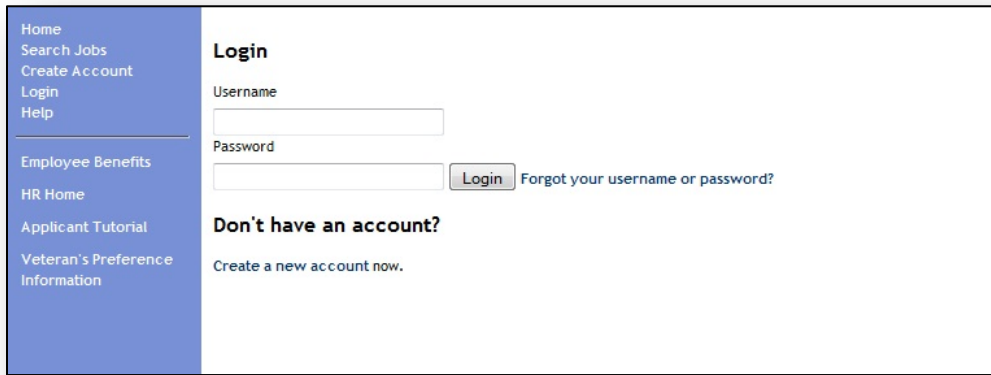 Home
Search Jobs
Create Account
Login
Help
Employee Benefits
HR Home
Applicant Tutorial
Veteran's Preference
Information
Login
Username
Password
Login Forgot your username or password?
Don't have an account?
Create a new account now.